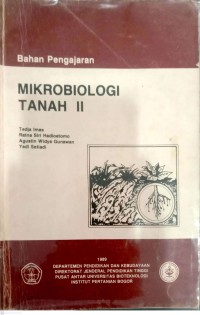 Bahan Pengajaran
MIKROBIOLOGI
TANAH II
Tedja Imas
Ratna Siri Hadioetomo
Agustin Wydia Gunawan
Yadi Setiadi
1989
DEPARTEMEN PENDIDIKAN DAN KEBUDAYAAN
DIREKTORAT JENDERAL PENDIDIKAN TINGGI
PUSAT ANTAR UNIVERSITAS BIOTEKNOLOGI
INSTITUT PERTANIAN BOGOR